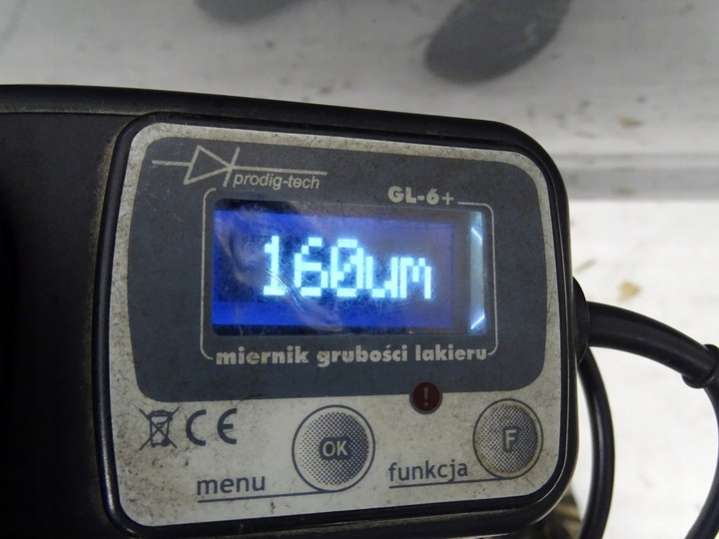 prodig-tech
GL-6+
160um
miernik grubości lakieru
!
CE
OK
F
menu
funkcja